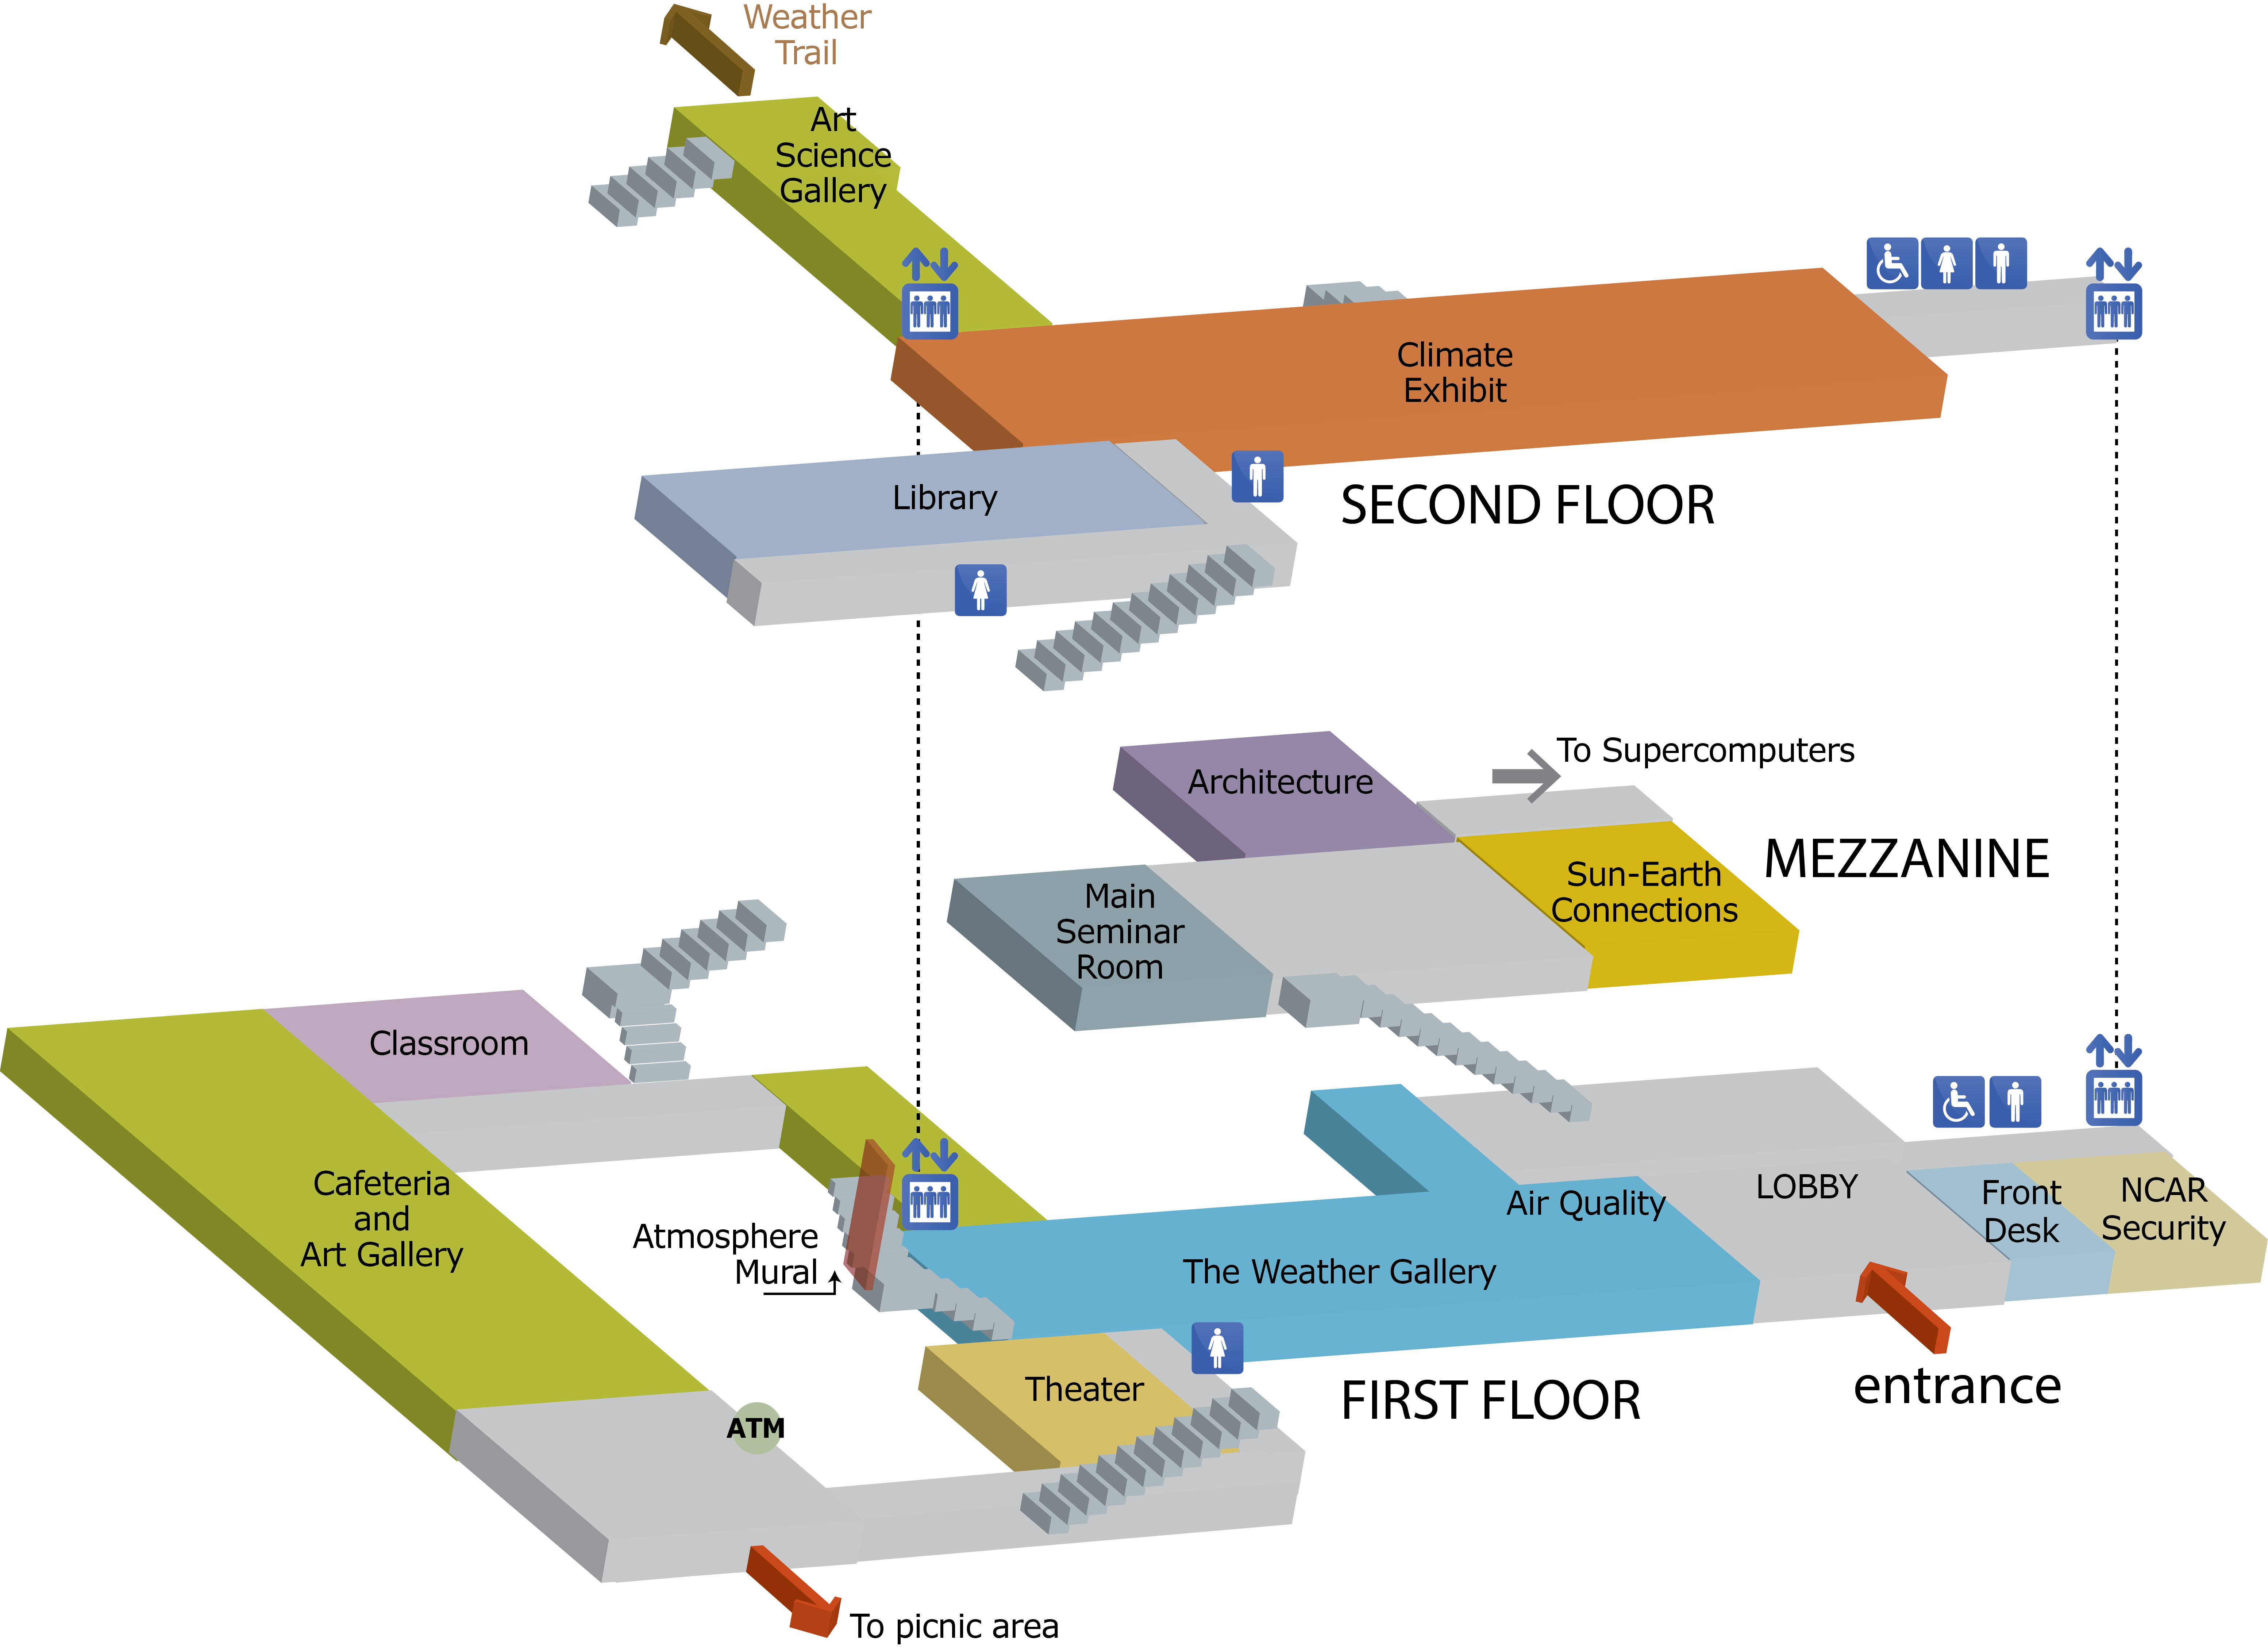 Weather
Trail
Art
Science
Gallery
Climate
Exhibit
Library
SECOND FLOOR
To Supercomputers
Architecture
MEZZANINE
Sun-Earth
Connections
Main
Seminar
Room
Classroom
Cafeteria
and
Art Gallery
Atmosphere
Mural
Air Quality
LOBBY
Front
Desk
NCAR
Security
The Weather Gallery
Theater
FIRST FLOOR
entrance
ATM
To picnic area